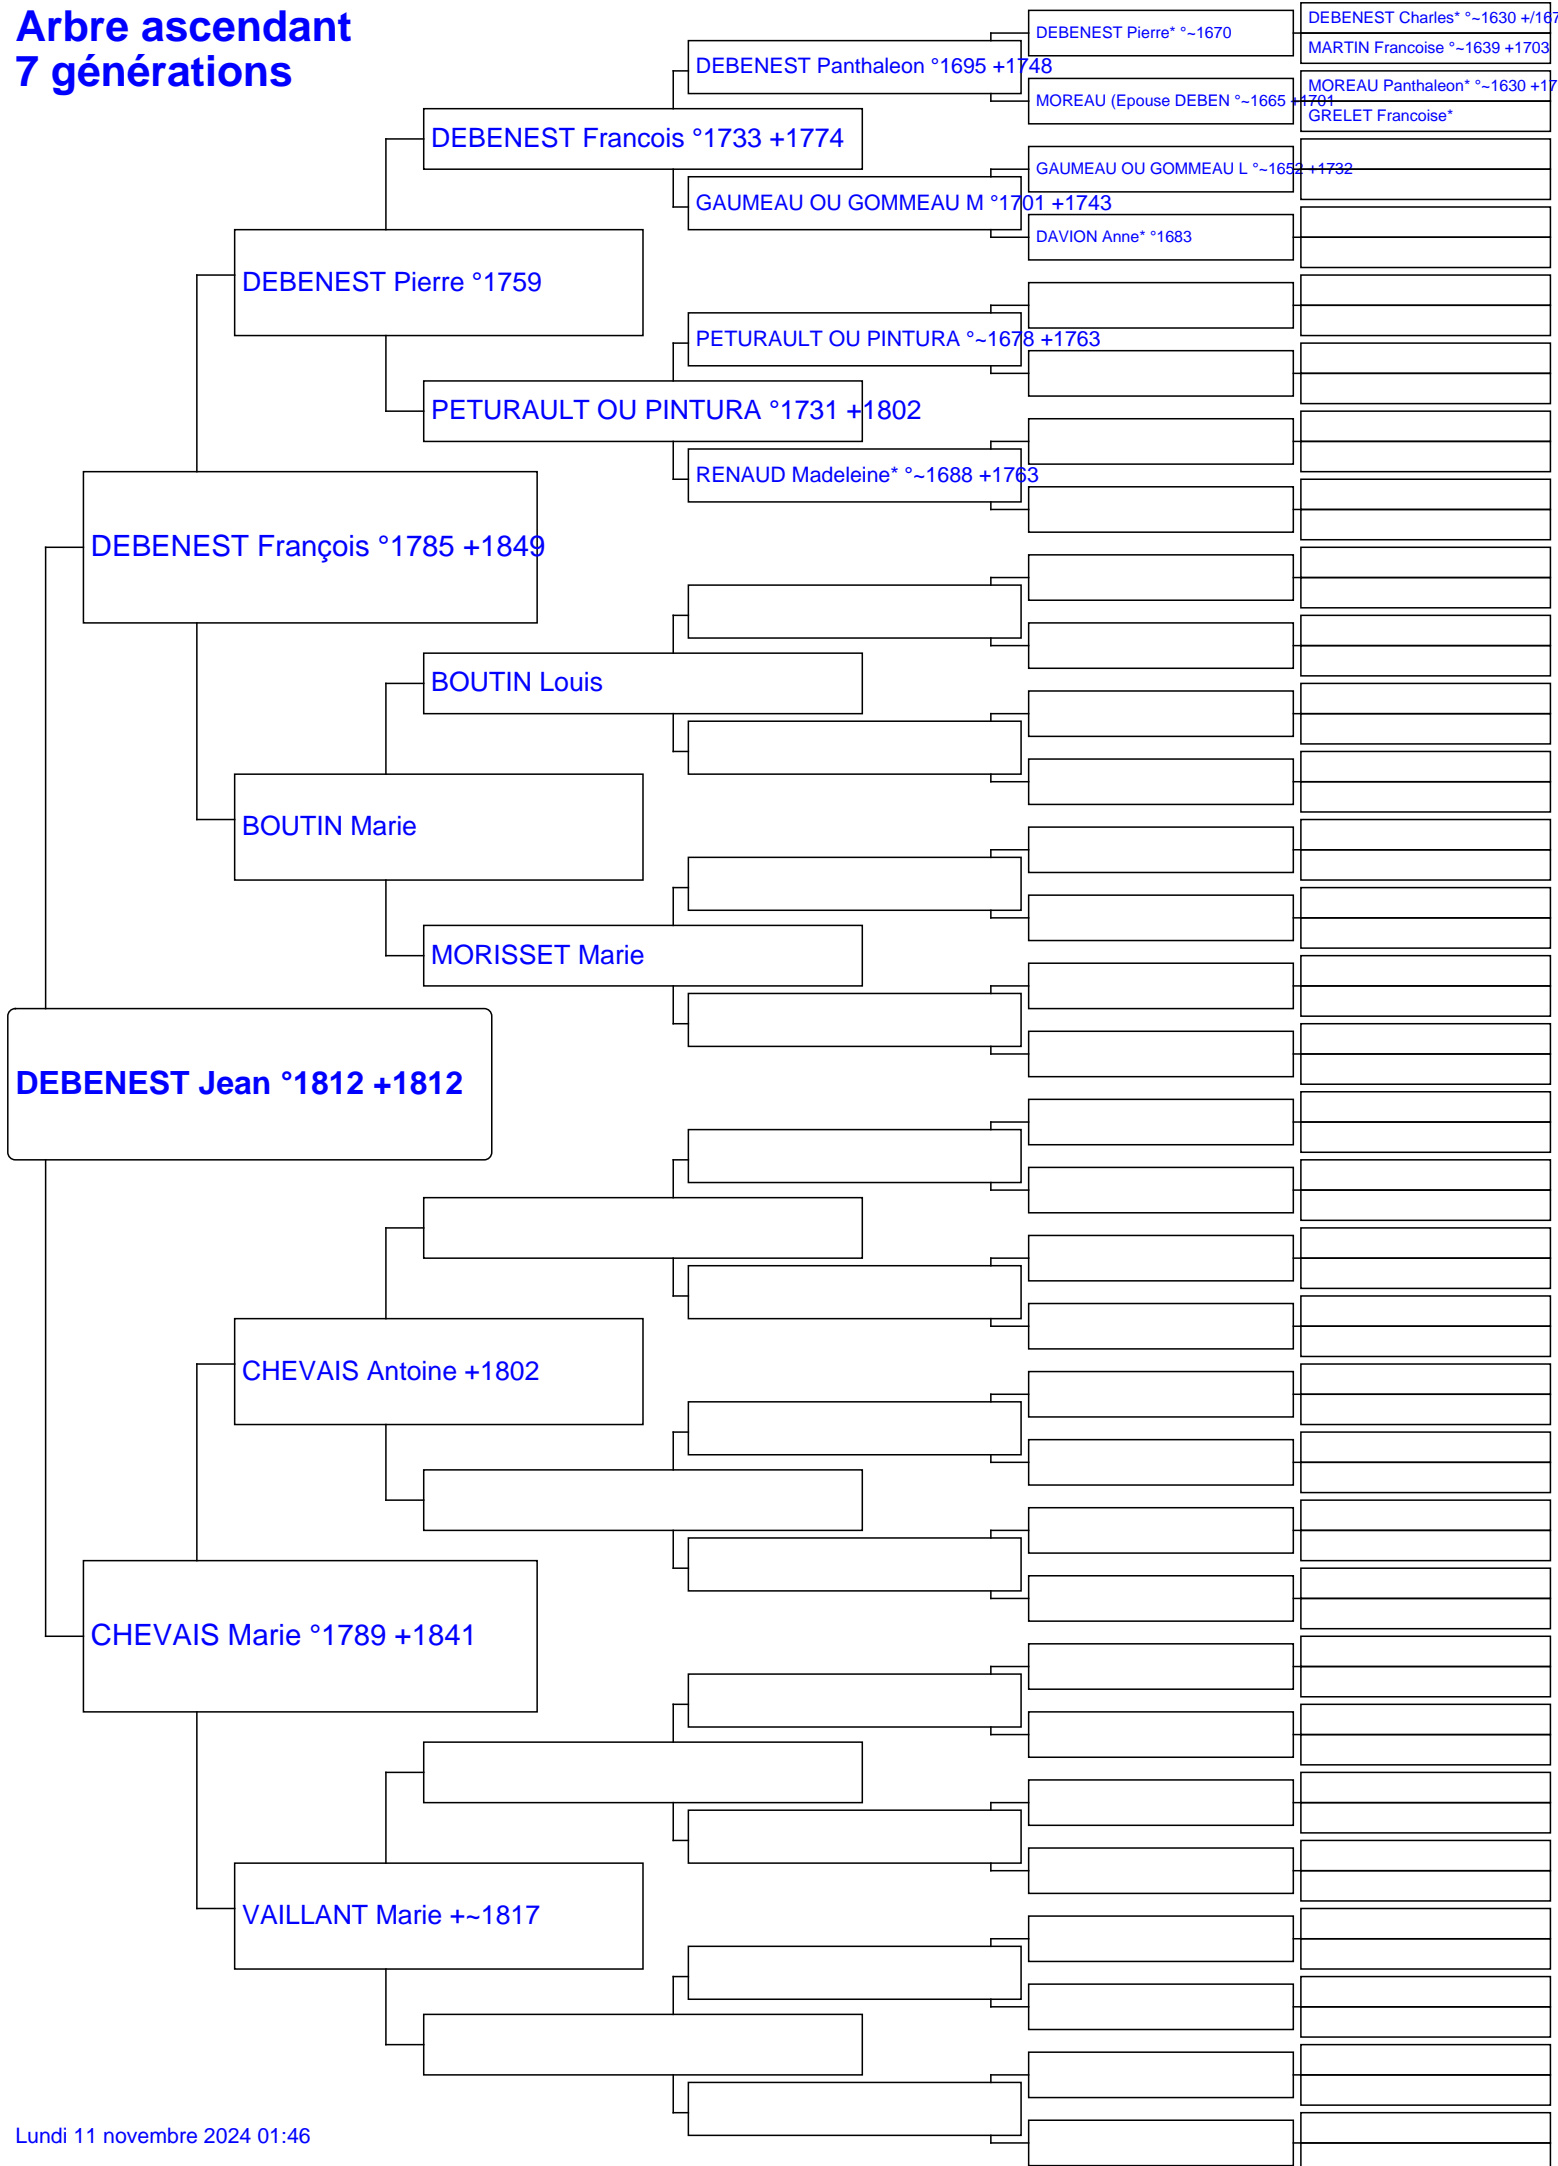 Arbre ascendant
7 générations
DEBENEST Charles* °~1630 +/167
DEBENEST Pierre* °~1670
MARTIN Francoise °~1639 +1703
DEBENEST Panthaleon °1695 +1748
MOREAU Panthaleon* °~1630 +17
MOREAU (Epouse DEBEN °~1665 +1701
GRELET Francoise*
DEBENEST Francois °1733 +1774
GAUMEAU OU GOMMEAU L °~1652 +1732
GAUMEAU OU GOMMEAU M °1701 +1743
DAVION Anne* °1683
DEBENEST Pierre °1759
PETURAULT OU PINTURA °~1678 +1763
PETURAULT OU PINTURA °1731 +1802
RENAUD Madeleine* °~1688 +1763
DEBENEST François °1785 +1849
BOUTIN Louis
BOUTIN Marie
MORISSET Marie
DEBENEST Jean °1812 +1812
CHEVAIS Antoine +1802
CHEVAIS Marie °1789 +1841
VAILLANT Marie +~1817
Lundi 11 novembre 2024 01:46